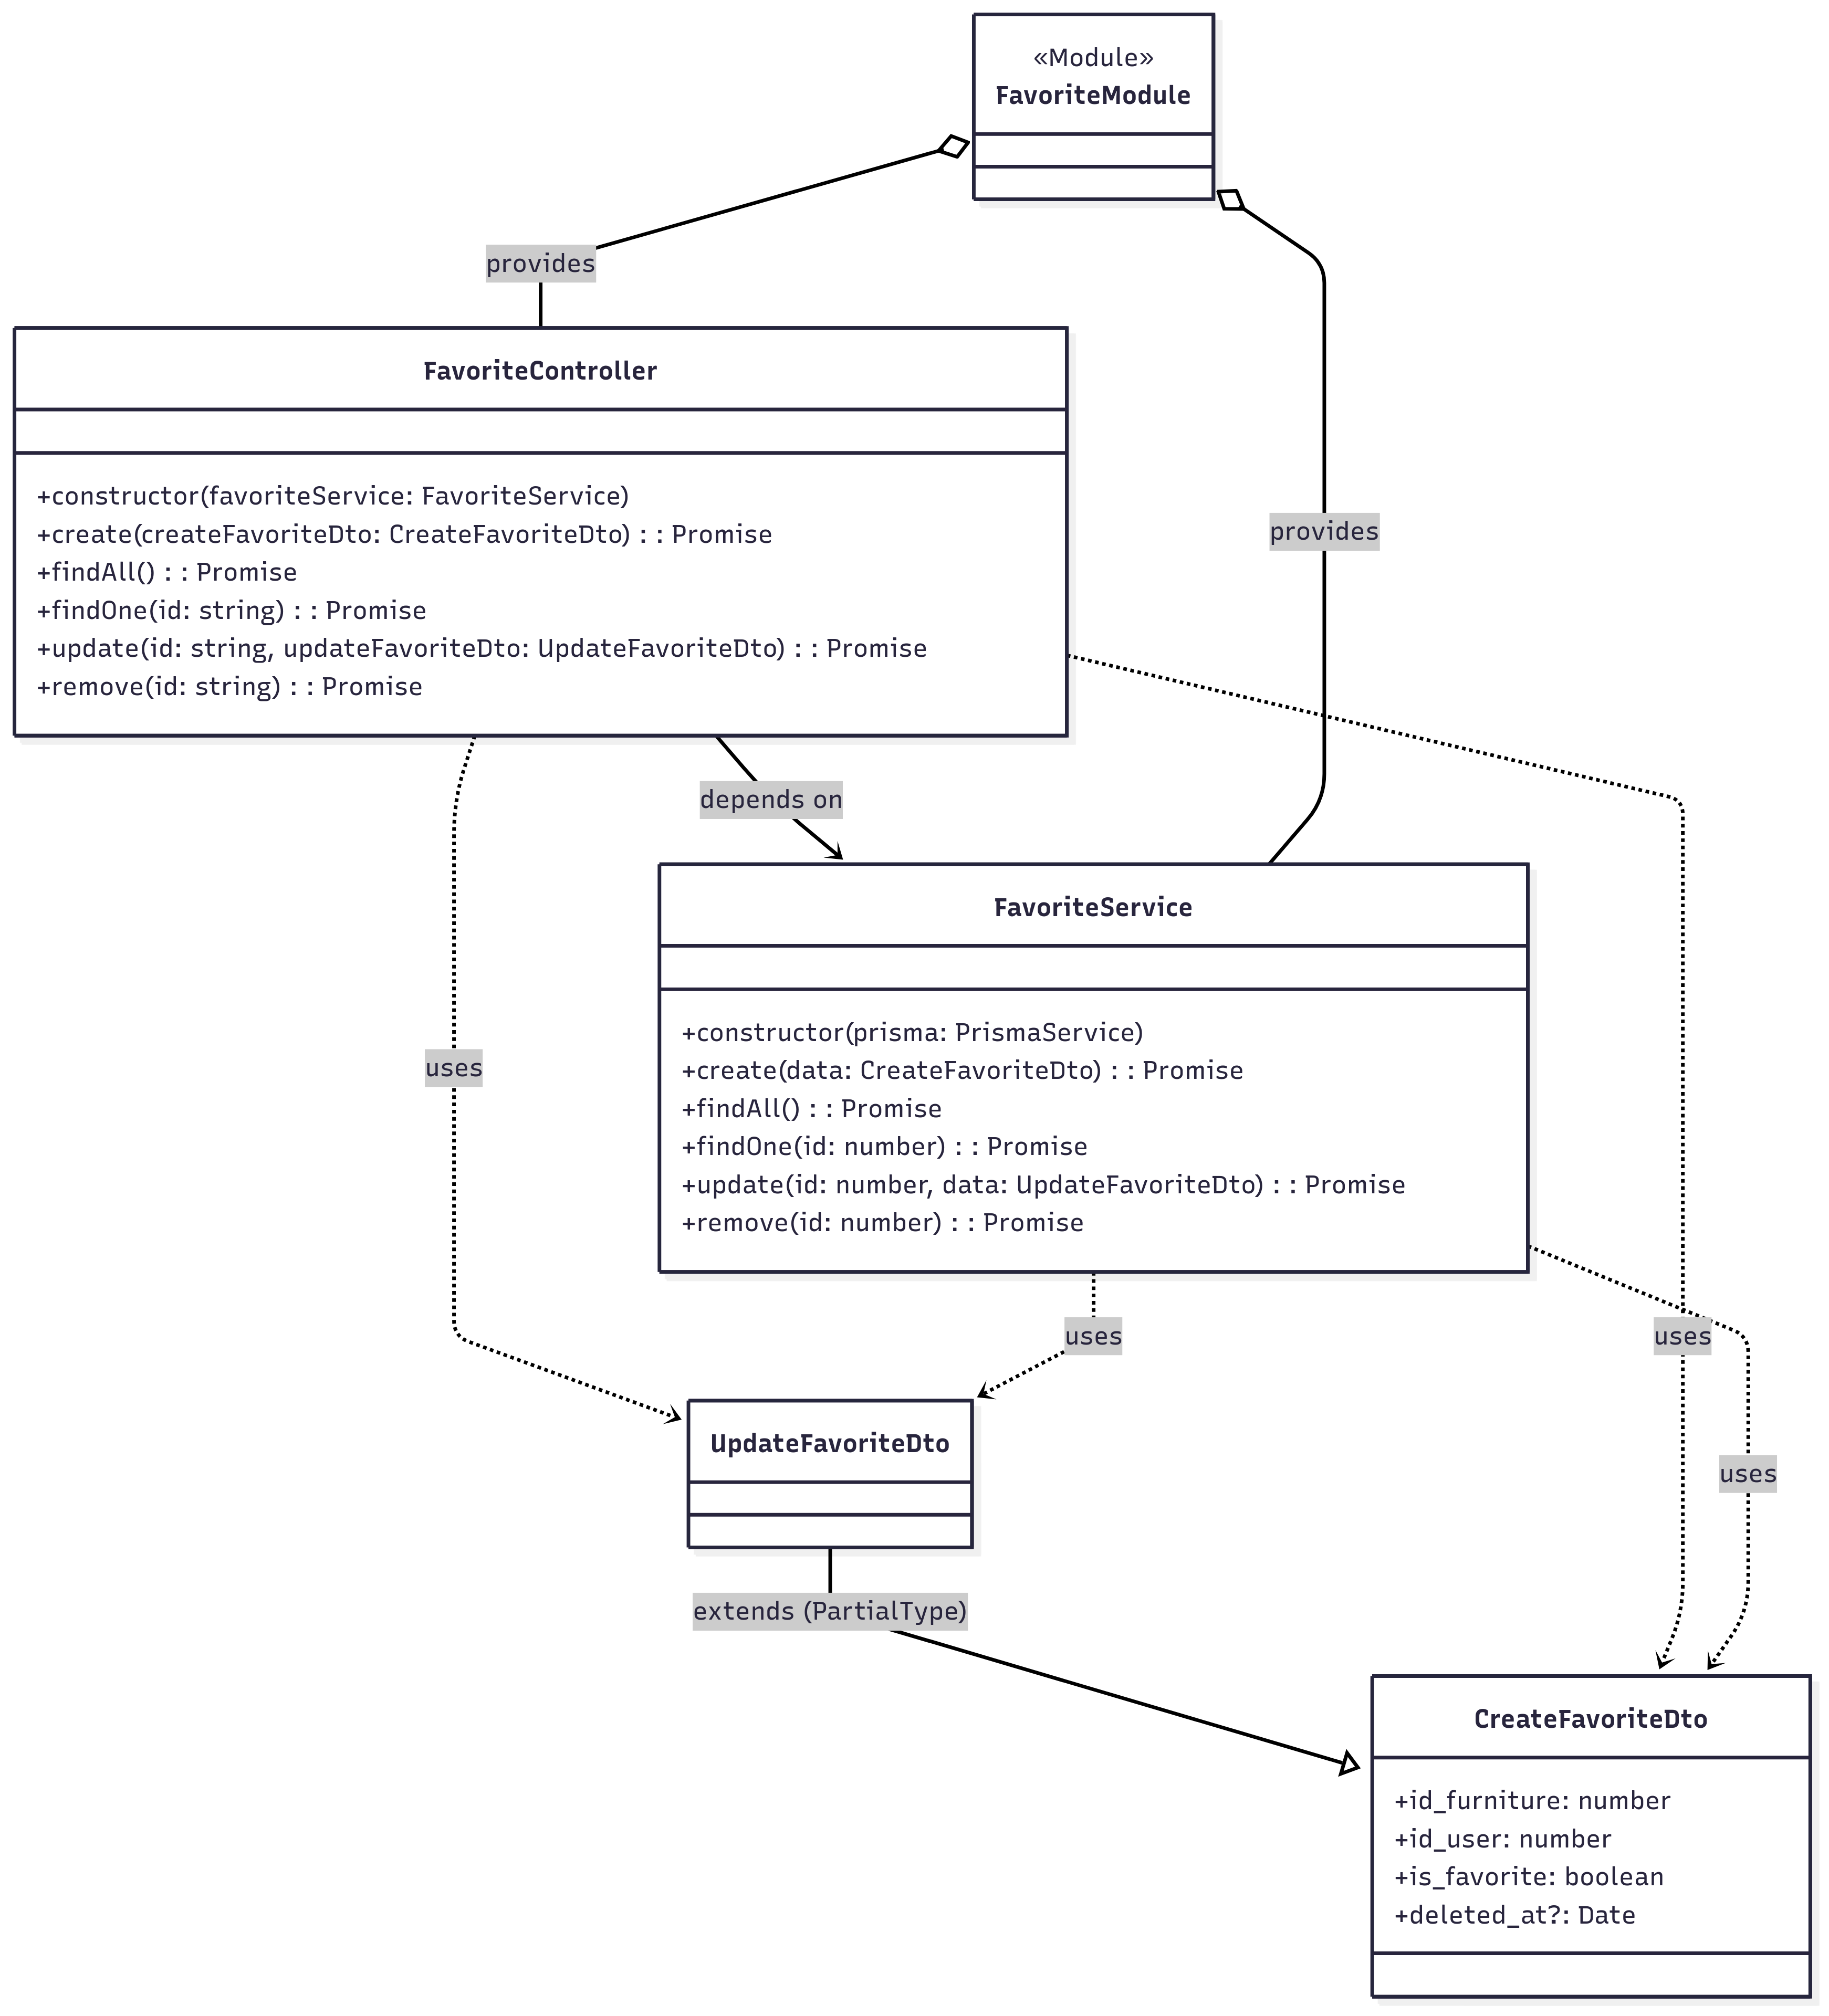 «Module»
FavoriteModule
provides
FavoriteController
+constructor(favoriteService: FavoriteService)
+create(createFavoriteDto: CreateFavoriteDto) : : Promise
+findAll() : : Promise
+findOne(id: string) : : Promise
+update(id: string, updateFavoriteDto: UpdateFavoriteDto) : : Promise
+remove(id: string) : : Promise
provides
depends on
FavoriteService
+constructor(prisma: PrismaService)
+create(data: CreateFavoriteDto) : : Promise
+findAll() : : Promise
+findOne(id: number) : : Promise
+update(id: number, data: UpdateFavoriteDto) : : Promise
+remove(id: number) : : Promise
uses
uses
uses
uses
UpdateFavoriteDto
extends (PartialType)
CreateFavoriteDto
+id_furniture: number
+id_user: number
+is_favorite: boolean
+deleted_at?: Date